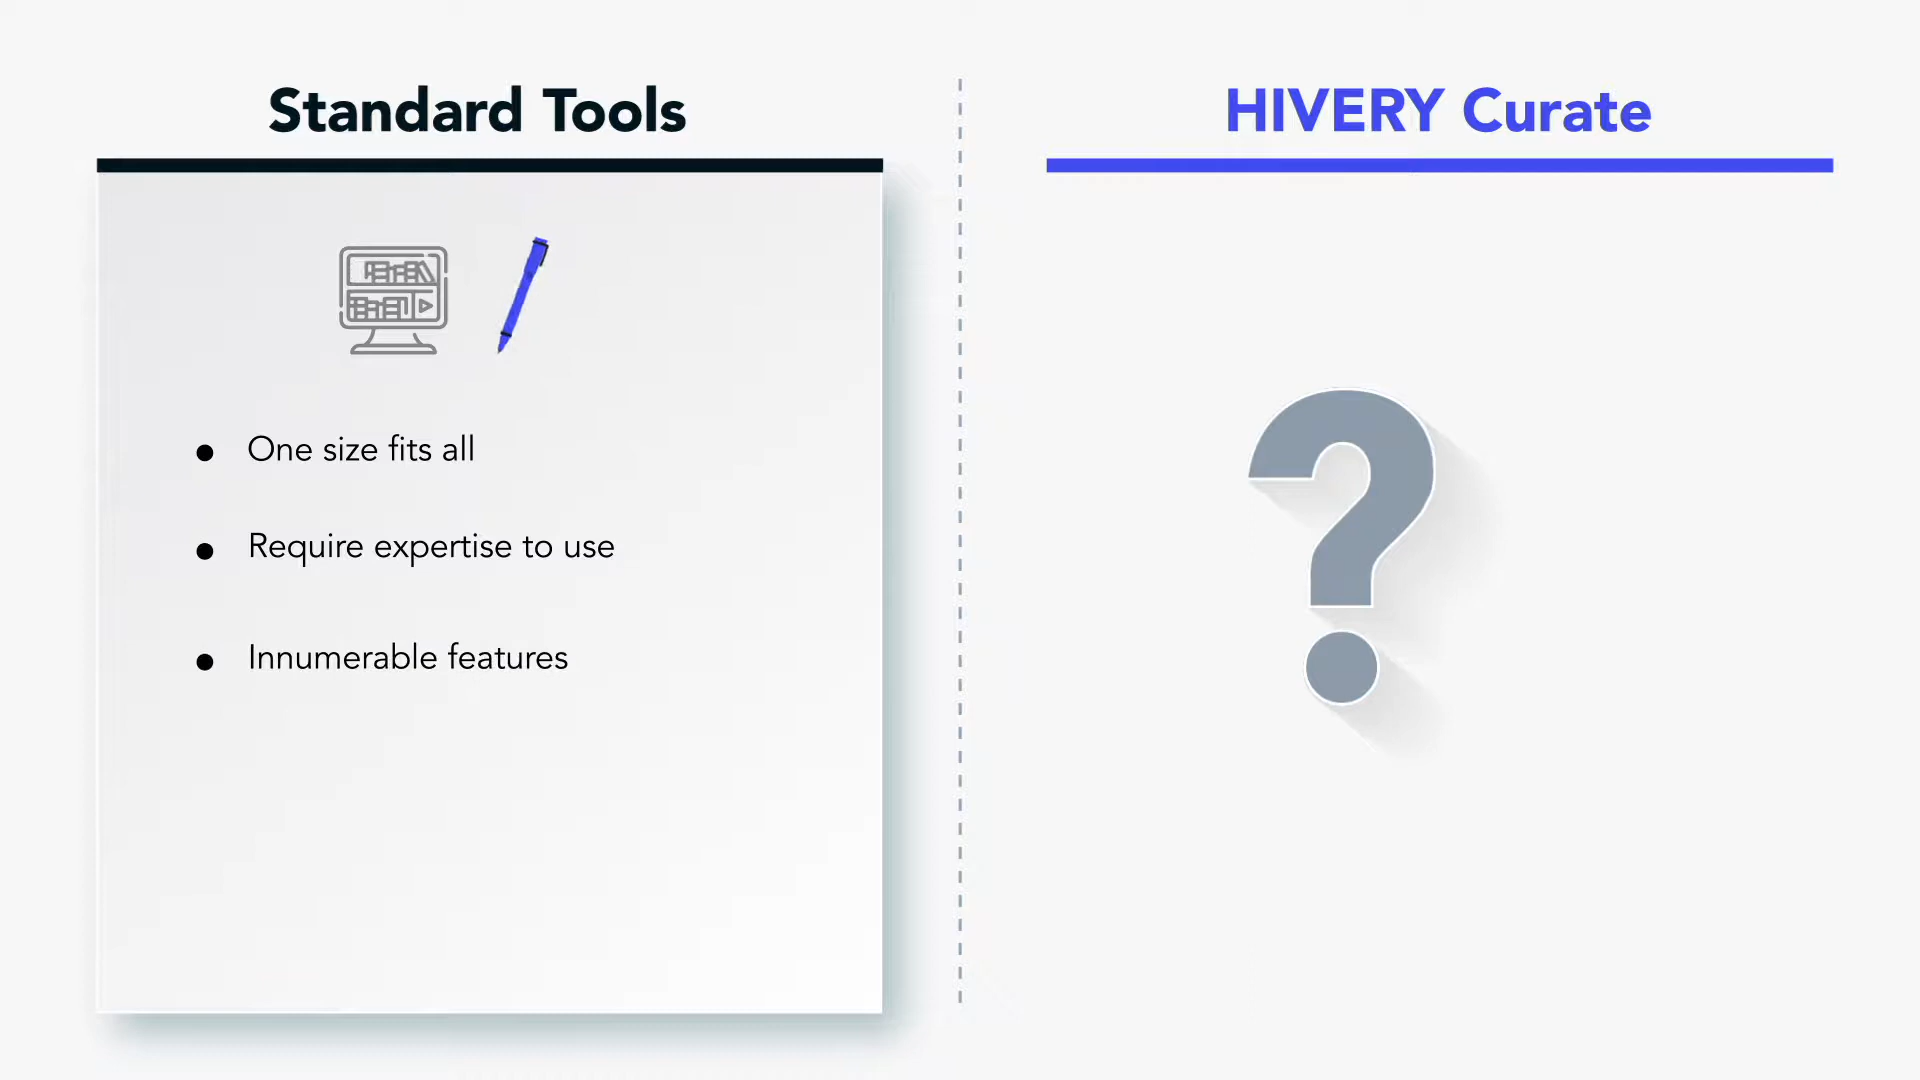 Standard Tools
One size fits all
Require expertise to use
Innumerable features
HIVERY Curate
?